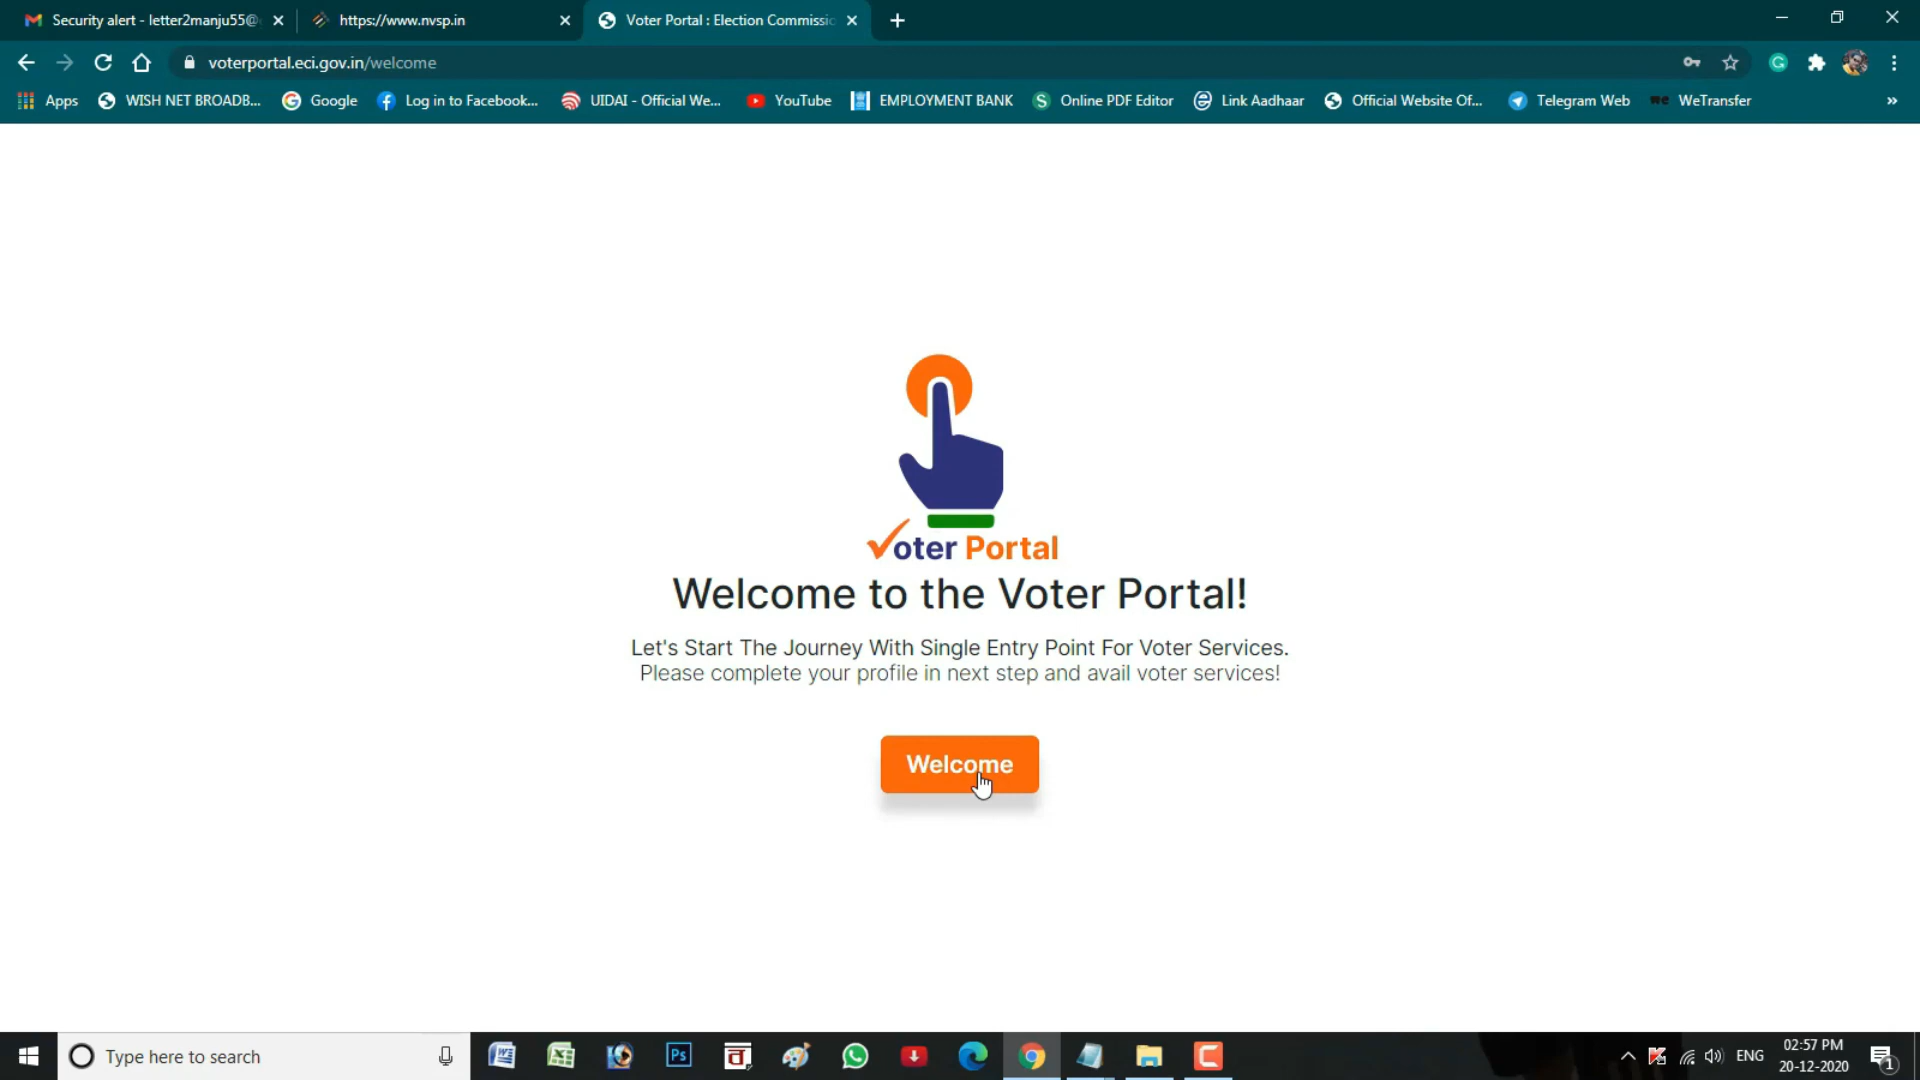 Security alert - letter2manju55@
https://www.nvsp.in
Voter Portal : Election Commissio
voterportal.eci.gov.in/welcome
Apps
WISH NET BROADB...
Google
Log in to Facebook...
UIDAI - Official We...
YouTube
EMPLOYMENT BANK
Online PDF Editor
Link Aadhaar
Official Website Of...
Telegram Web
WeTransfer
Voter Portal
Welcome to the Voter Portal!
Let's Start The Journey With Single Entry Point For Voter Services.
Please complete your profile in next step and avail voter services!
Welcome
Type here to search
Ps
ENG
02:57 PM
20-12-2020
1